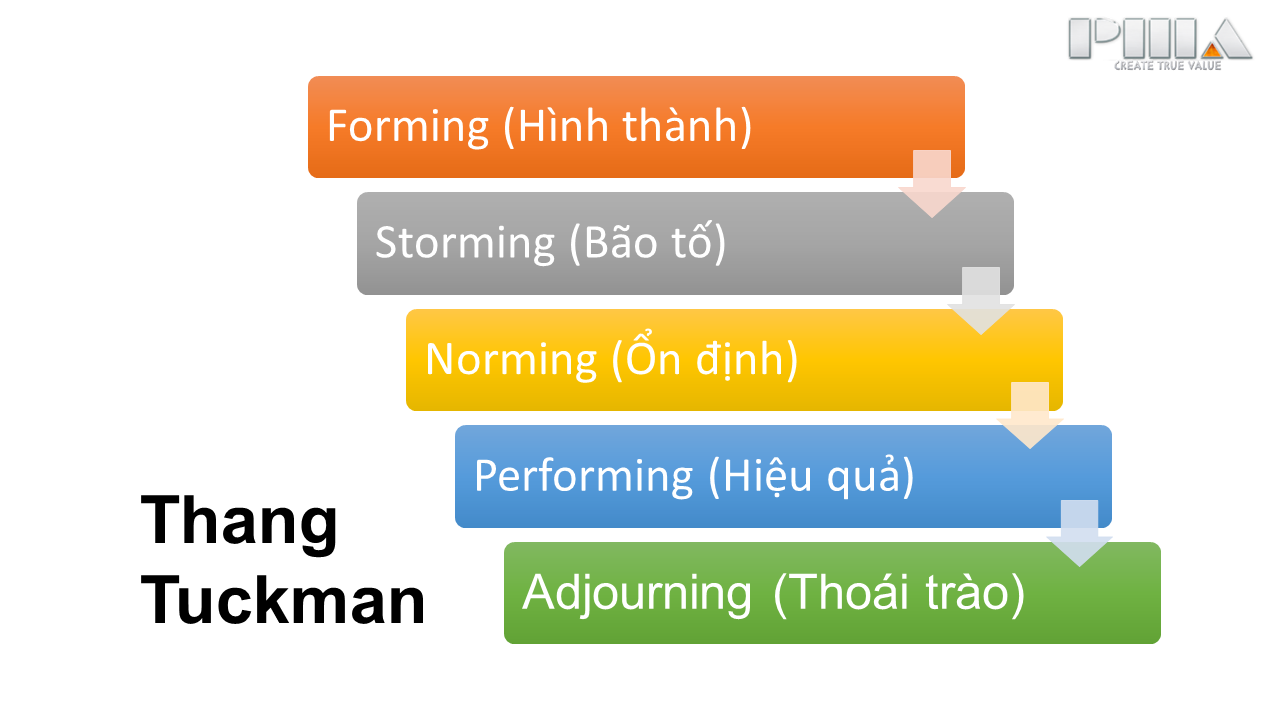 PMA
CREATE TRUE VALUE
Forming (Hình thành)
Storming (Bão tố)
Norming (Ổn định)
Performing (Hiệu quả)
Adjourning (Thoái trào)
Thang
Tuckman